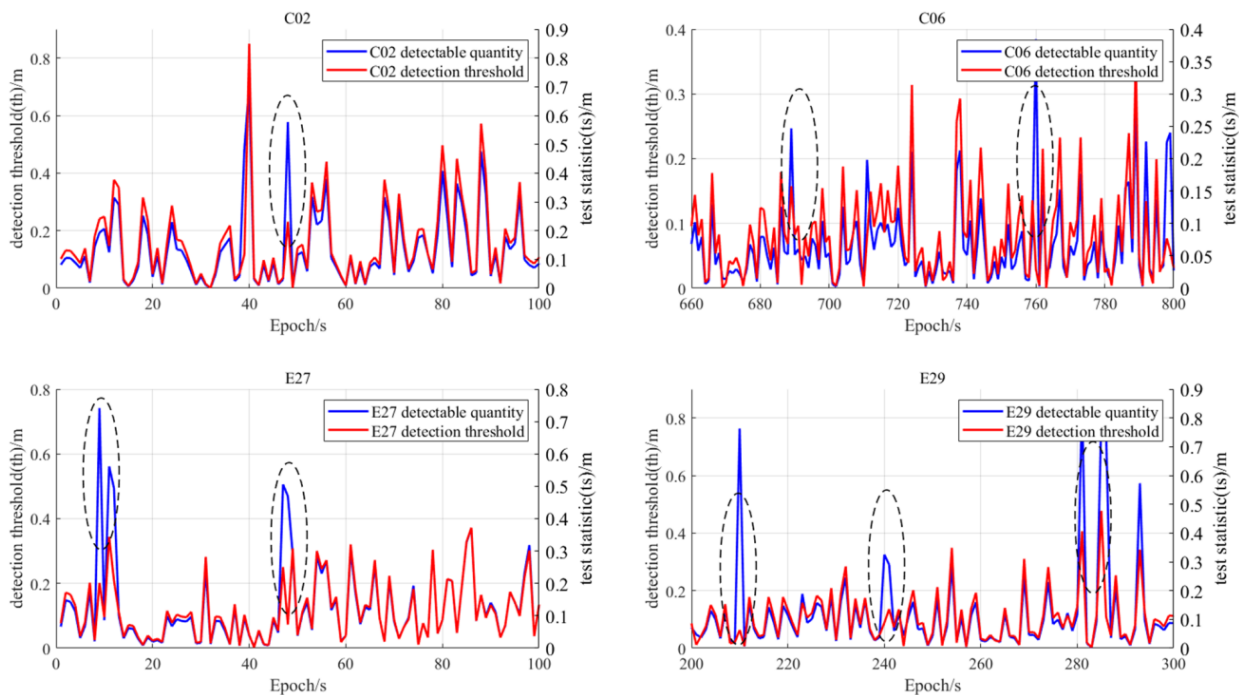 C02
0.8
0.6
0.4
0.2
0
detection threshold(th)/m
C02 detectable quantity
C02 detection threshold
0.9
0.8
0.7
0.6
0.5
0.4
0.3
0.2
0.1
0
test statistic(ts)/m
0 20 40 60 80 100
Epoch/s
C06
0.4
0.3
0.2
0.1
0
detection threshold(th)/m
C06 detectable quantity
C06 detection threshold
0.4
0.35
0.3
0.25
0.2
0.15
0.1
0.05
0
test statistic(ts)/m
660 680 700 720 740 760 780 800
Epoch/s
E27
0.8
0.6
0.4
0.2
0
detection threshold(th)/m
E27 detectable quantity
E27 detection threshold
0.8
0.7
0.6
0.5
0.4
0.3
0.2
0.1
0
test statistic(ts)/m
0 20 40 60 80 100
Epoch/s
E29
0.8
0.6
0.4
0.2
0
detection threshold(th)/m
E29 detectable quantity
E29 detection threshold
0.9
0.8
0.7
0.6
0.5
0.4
0.3
0.2
0.1
0
test statistic(ts)/m
200 220 240 260 280 300
Epoch/s